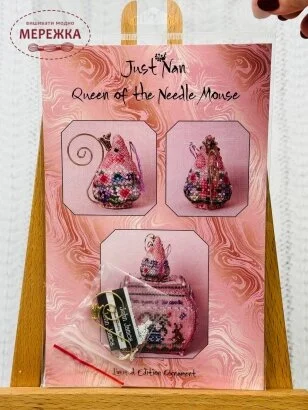 вишивати модно
МЕРЕЖКА
Just Nan
Queen of the Needle Mouse
Limited Edition Ornament